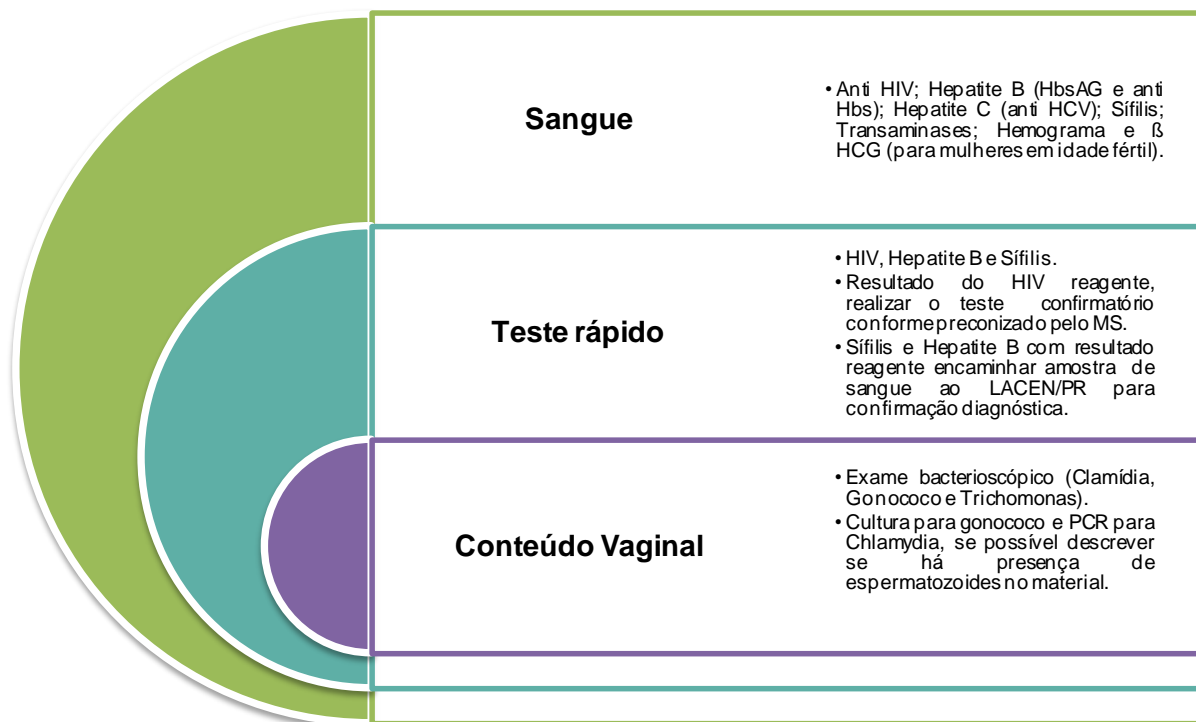 Sangue
• Anti HIV; Hepatite B (HbsAG e anti
Hbs); Hepatite C (anti HCV); Sífilis;
Transaminases; Hemograma e ß
HCG (para mulheres em idade fértil).
Teste rápido
• HIV, Hepatite B e Sífilis.
• Resultado do HIV reagente,
realizar o teste confirmatório
conforme preconizado pelo MS.
• Sífilis e Hepatite B com resultado
reagente encaminhar amostra de
sangue ao LACEN/PR para
confirmação diagnóstica.
Conteúdo Vaginal
• Exame bacterioscópico (Clamídia,
Gonococo e Trichomonas).
• Cultura para gonococo e PCR para
Chlamydia, se possível descrever
se há presença de
espermatozoides no material.